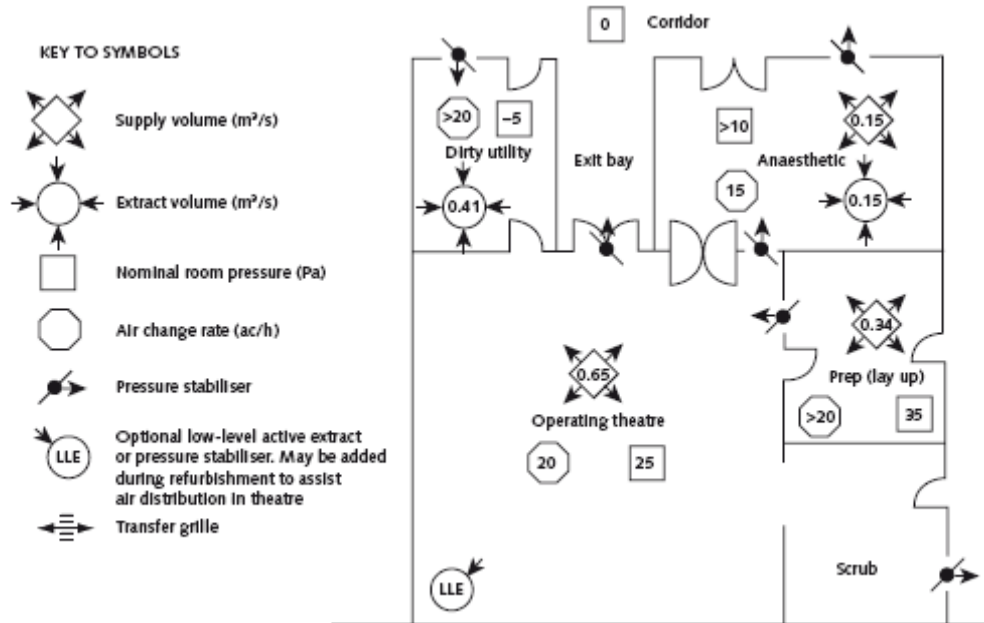 KEY TO SYMBOLS
Supply volume (m³/s)
Extract volume (m³/s)
Nominal room pressure (Pa)
Air change rate (ac/h)
Pressure stabiliser
LLE
Optional low-level active extract
or pressure stabiliser. May be added
during refurbishment to assist
air distribution in theatre
Transfer grille
0
Corridor
>20
–5
Dirty utility
0.41
Exit bay
>10
0.15
Anaesthetic
15
0.15
0.34
Prep (lay up)
>20
35
0.65
Operating theatre
20
25
Scrub
LLE